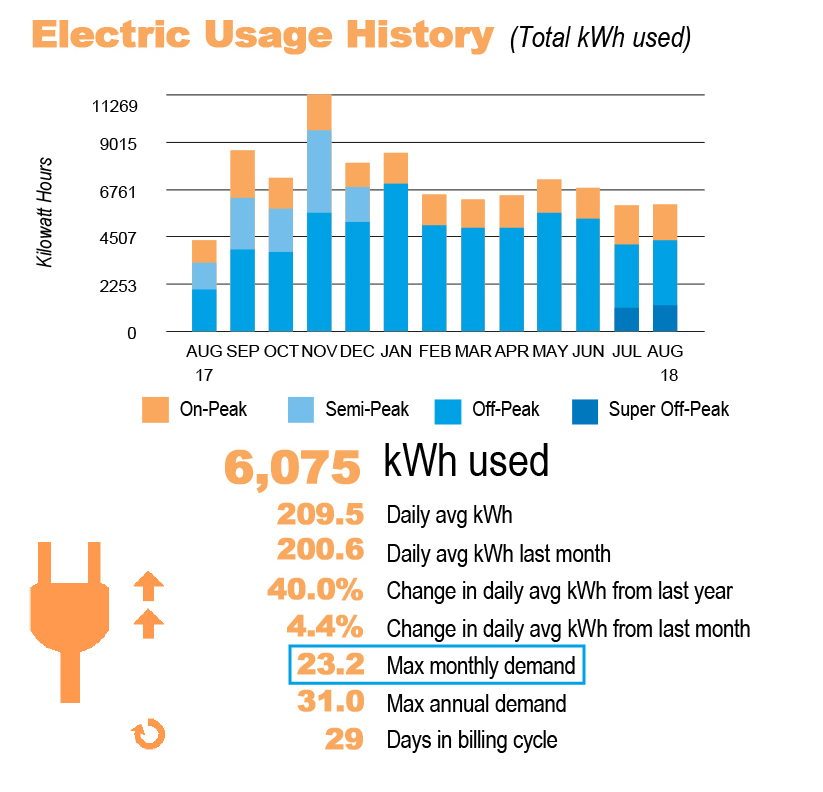 Electric Usage History (Total kWh used)
Kilowatt Hours
11269
9015
6761
4507
2253
0
AUG SEP OCT NOV DEC JAN FEB MAR APR MAY JUN JUL AUG
17 18
On-Peak Semi-Peak Off-Peak Super Off-Peak
6,075 kWh used
209.5 Daily avg kWh
200.6 Daily avg kWh last month
40.0% Change in daily avg kWh from last year
4.4% Change in daily avg kWh from last month
23.2 Max monthly demand
31.0 Max annual demand
29 Days in billing cycle